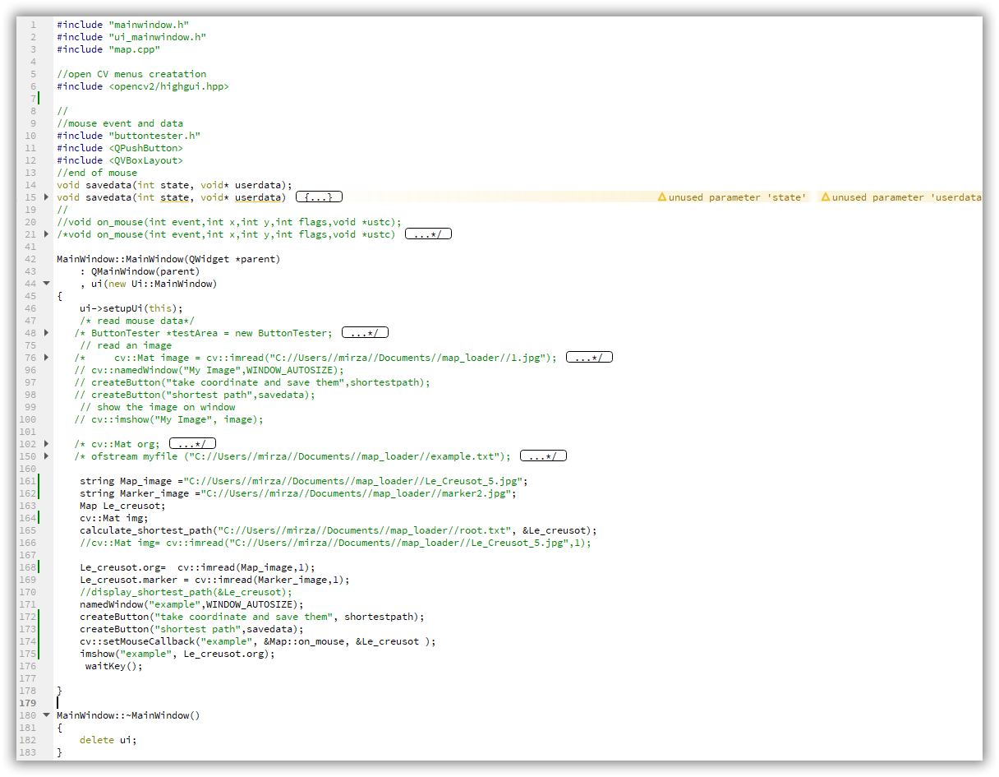 1 #include "mainwindow.h"
2 #include "ui_mainwindow.h"
3 #include "map.cpp"
4
5 //open CV menus creatation
6 #include <opencv2/highgui.hpp>
7
8 //
9 //mouse event and data
10 #include "buttontester.h"
11 #include <QPushButton>
12 #include <QVBoxLayout>
13 //end of mouse
14 void savedata(int state, void* userdata);
15 void savedata(int state, void* userdata) {...} unused parameter 'state' unused parameter 'userdata
19 //
20 //void on_mouse(int event,int x,int y,int flags,void *ustc);
21 /*void on_mouse(int event,int x,int y,int flags,void *ustc) ...*/
41
42 MainWindow::MainWindow(QWidget *parent)
43     : QMainWindow(parent)
44     , ui(new Ui::MainWindow)
45 {
46     ui->setupUi(this);
47     /* read mouse data*/
48    /* ButtonTester *testArea = new ButtonTester; ...*/
75     // read an image
76    /*     cv::Mat image = cv::imread("C://Users//mirza//Documents//map_loader//1.jpg"); ...*/
96    // cv::namedWindow("My Image",WINDOW_AUTOSIZE);
97    // createButton("take coordinate and save them",shortestpath);
98    // createButton("shortest path",savedata);
99     // show the image on window
100    // cv::imshow("My Image", image);
101
102    /* cv::Mat org; ...*/
150    /* ofstream myfile ("C://Users//mirza//Documents//map_loader//example.txt"); ...*/
160
161     string Map_image ="C://Users//mirza//Documents//map_loader//Le_Creusot_5.jpg";
162     string Marker_image ="C://Users//mirza//Documents//map_loader//marker2.jpg";
163     Map Le_creusot;
164     cv::Mat img;
165     calculate_shortest_path("C://Users//mirza//Documents//map_loader//root.txt", &Le_creusot);
166     //cv::Mat img= cv::imread("C://Users//mirza//Documents//map_loader//Le_Creusot_5.jpg",1);
167
168     Le_creusot.org=  cv::imread(Map_image,1);
169     Le_creusot.marker = cv::imread(Marker_image,1);
170     //display_shortest_path(&Le_creusot);
171     namedWindow("example",WINDOW_AUTOSIZE);
172     createButton("take coordinate and save them", shortestpath);
173     createButton("shortest path",savedata);
174     cv::setMouseCallback("example", &Map::on_mouse, &Le_creusot );
175     imshow("example", Le_creusot.org);
176      waitKey();
177
178 }
179
180 MainWindow::~MainWindow()
181 {
182     delete ui;
183 }